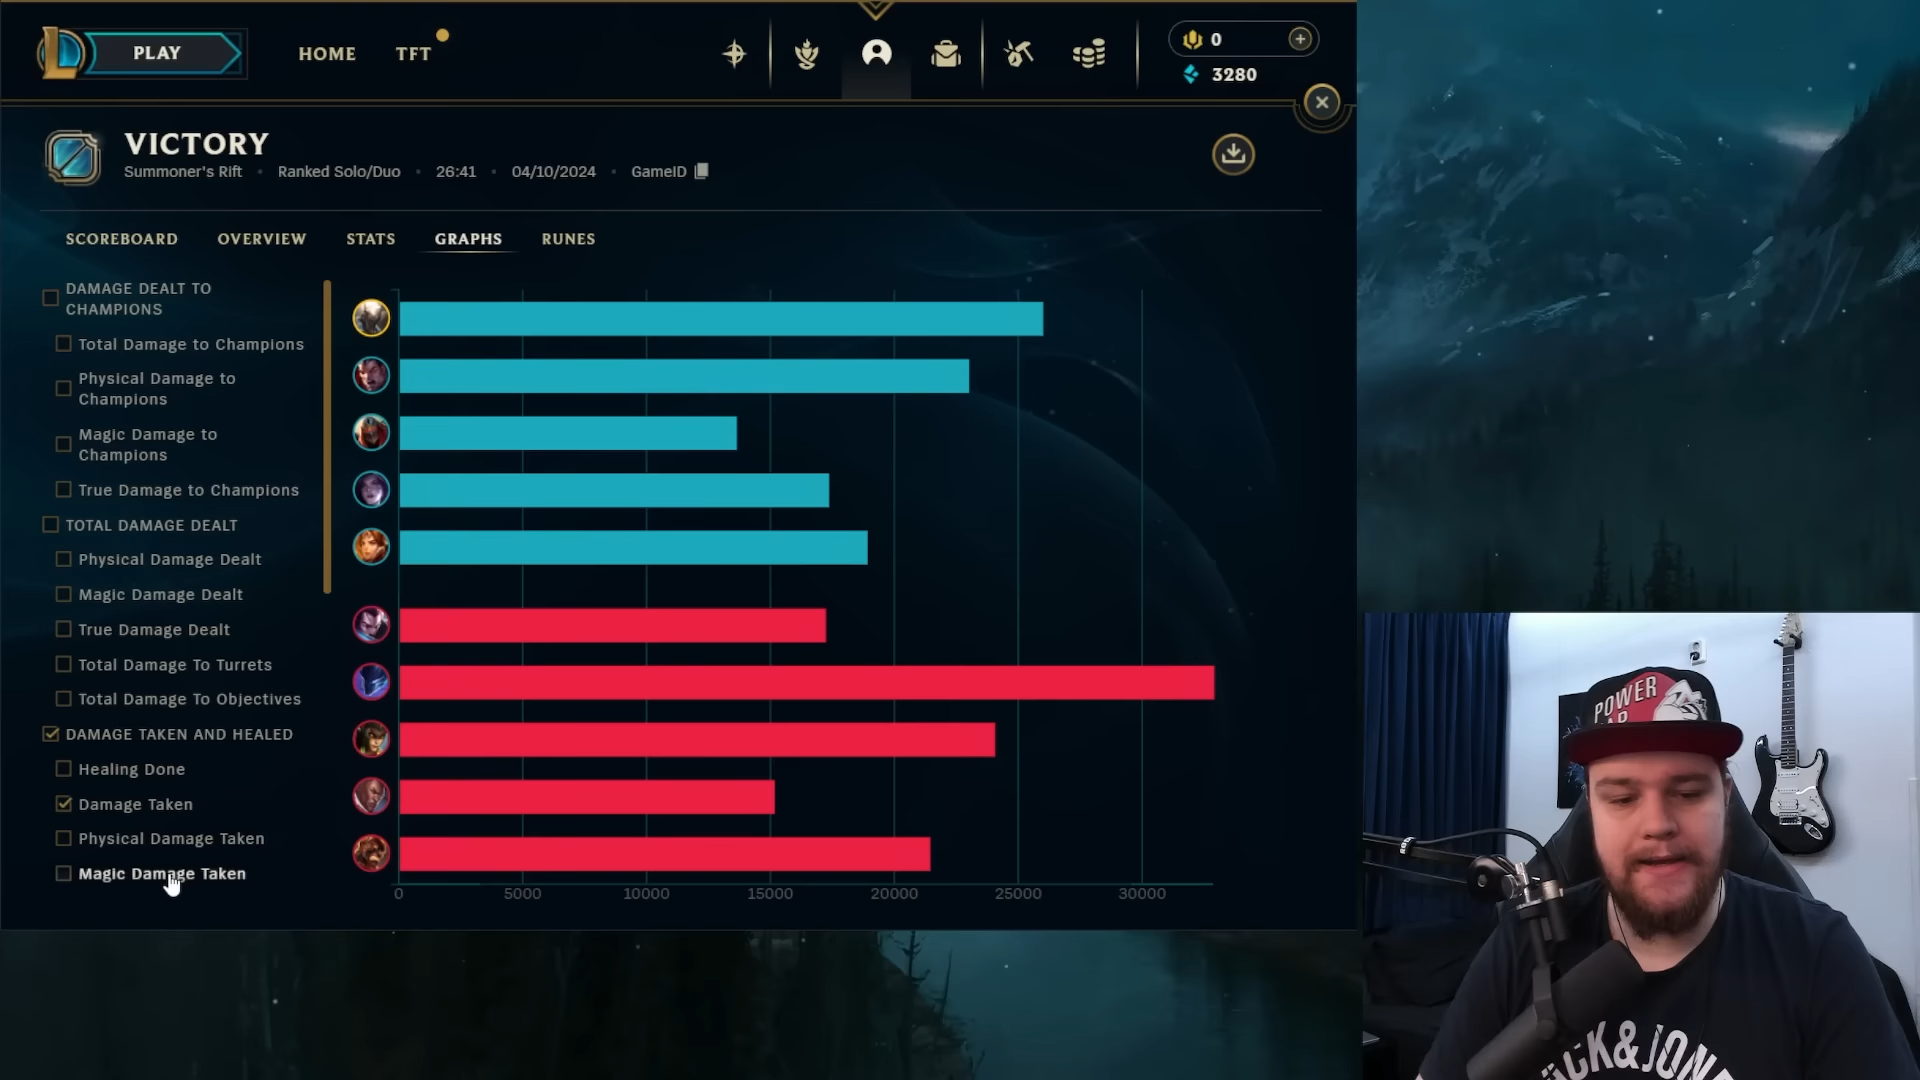 PLAY
HOME
TFT
0
3280
VICTORY
Summoner's Rift • Ranked Solo/Duo • 26:41 • 04/10/2024 • GameID
SCOREBOARD
OVERVIEW
STATS
GRAPHS
RUNES
DAMAGE DEALT TO
CHAMPIONS
Total Damage to Champions
Physical Damage to
Champions
Magic Damage to
Champions
True Damage to Champions
TOTAL DAMAGE DEALT
Physical Damage Dealt
Magic Damage Dealt
True Damage Dealt
Total Damage To Turrets
Total Damage To Objectives
DAMAGE TAKEN AND HEALED
Healing Done
Damage Taken
Physical Damage Taken
Magic Damage Taken
0 5000 10000 15000 20000 25000 30000
POWER